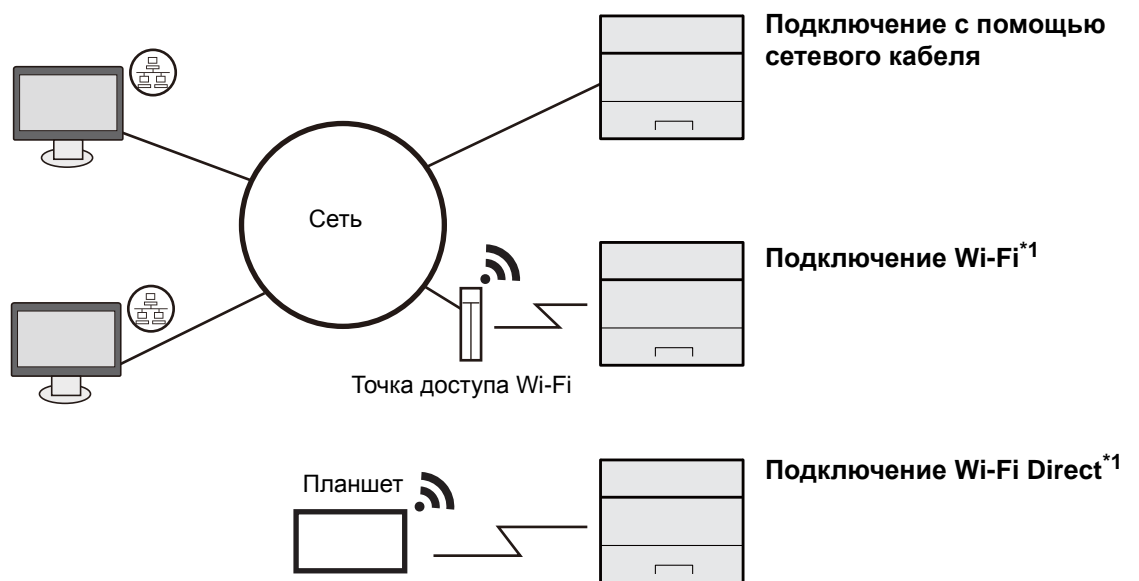 Подключение с помощью
сетевого кабеля
Сеть
Подключение Wi-Fi*1
Точка доступа Wi-Fi
Подключение Wi-Fi Direct*1
Планшет